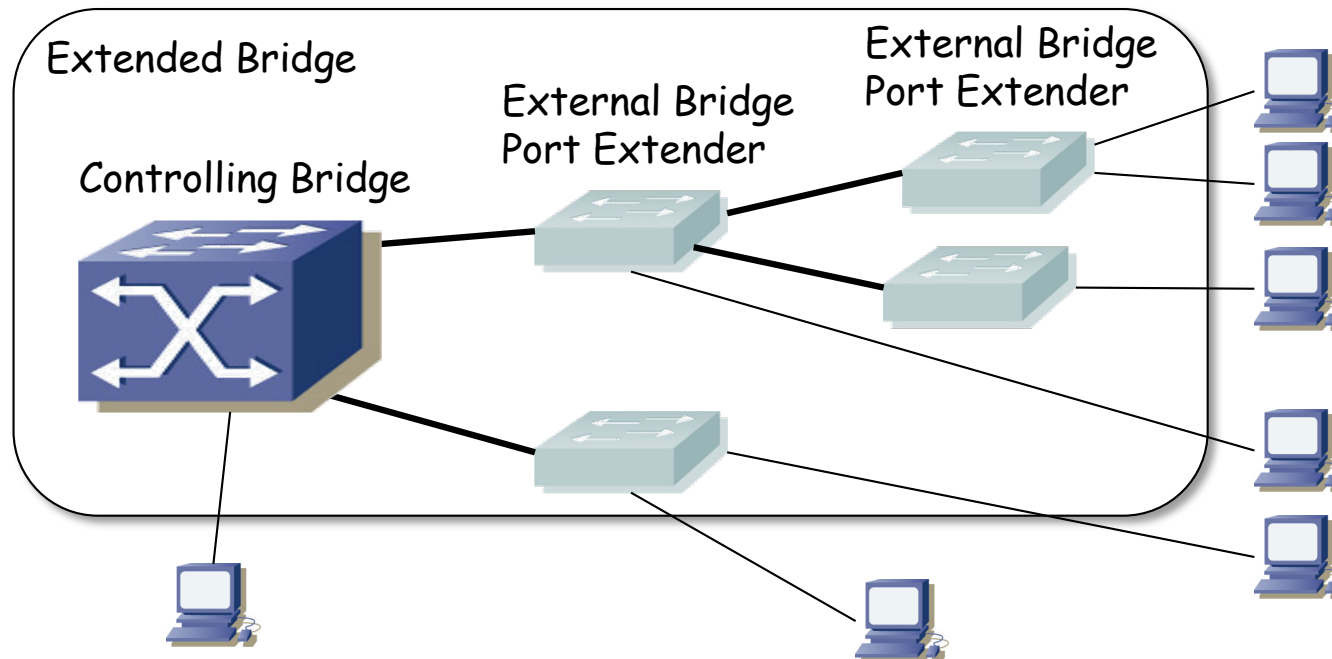 Extended Bridge
External Bridge
Port Extender
External Bridge
Port Extender
Controlling Bridge